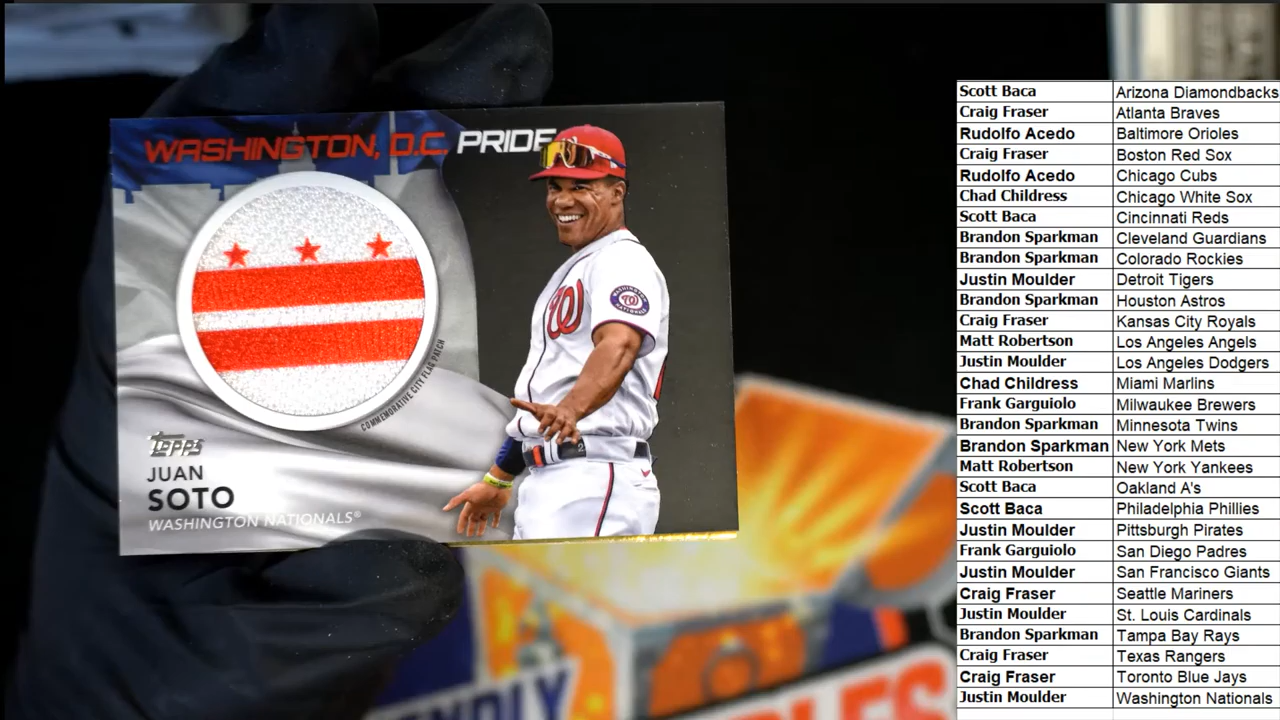 WASHINGTON, D.C. PRIDE
COMMEMORATIVE CITY FLAG PATCH
Topps
JUAN
SOTO
WASHINGTON NATIONALS®
W
WASHINGTON NATIONALS
Scott Baca Arizona Diamondbacks
Craig Fraser Atlanta Braves
Rudolfo Acedo Baltimore Orioles
Craig Fraser Boston Red Sox
Rudolfo Acedo Chicago Cubs
Chad Childress Chicago White Sox
Scott Baca Cincinnati Reds
Brandon Sparkman Cleveland Guardians
Brandon Sparkman Colorado Rockies
Justin Moulder Detroit Tigers
Brandon Sparkman Houston Astros
Craig Fraser Kansas City Royals
Matt Robertson Los Angeles Angels
Justin Moulder Los Angeles Dodgers
Chad Childress Miami Marlins
Frank Garguiolo Milwaukee Brewers
Brandon Sparkman Minnesota Twins
Brandon Sparkman New York Mets
Matt Robertson New York Yankees
Scott Baca Oakland A's
Scott Baca Philadelphia Phillies
Justin Moulder Pittsburgh Pirates
Frank Garguiolo San Diego Padres
Justin Moulder San Francisco Giants
Craig Fraser Seattle Mariners
Justin Moulder St. Louis Cardinals
Brandon Sparkman Tampa Bay Rays
Craig Fraser Texas Rangers
Craig Fraser Toronto Blue Jays
Justin Moulder Washington Nationals